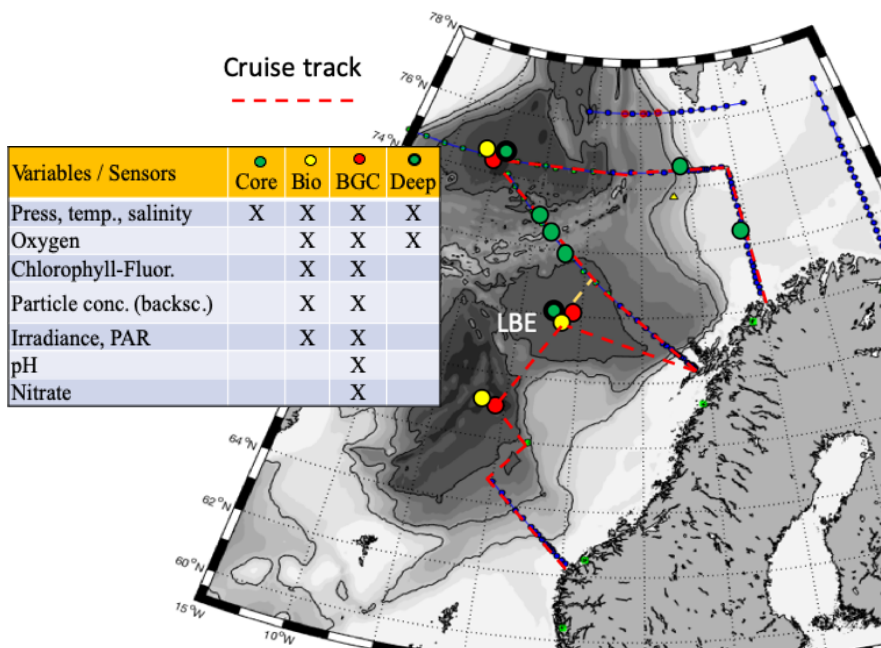 78°N
76°N
74°N
Cruise track
Variables / Sensors Core Bio BGC Deep
Press, temp., salinity X X X X
Oxygen X X X
Chlorophyll-Fluor. X X
Particle conc. (backsc.) X X
Irradiance, PAR X X
pH X
Nitrate X
LBE
64°N
62°N
60°N
15°W
10°W